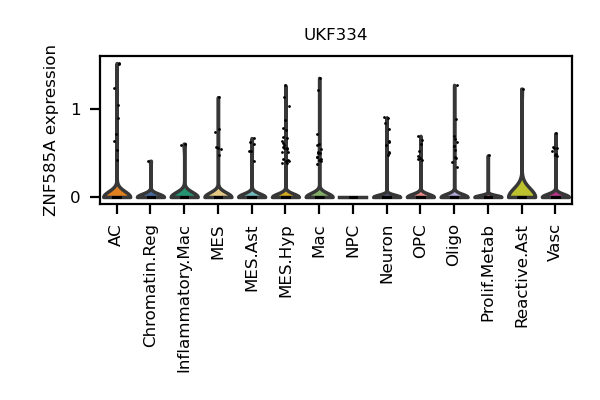 UKF334
ZNF585A expression
1
0
AC
Chromatin.Reg
Inflammatory.Mac
MES
MES.Ast
MES.Hyp
Mac
NPC
Neuron
OPC
Oligo
Prolif.Metab
Reactive.Ast
Vasc